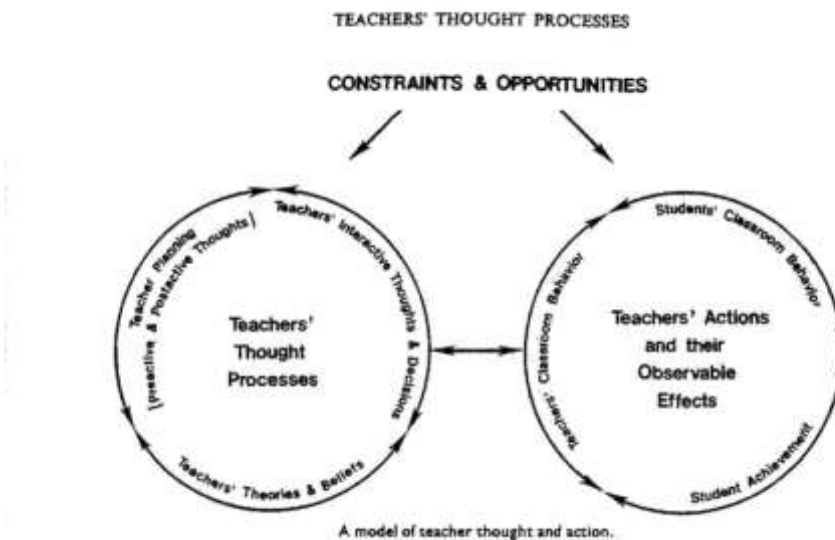 TEACHERS' THOUGHT PROCESSES
CONSTRAINTS & OPPORTUNITIES
Teacher Planning
(Preactive & Postactive Thoughts)
Teachers' Interactive Thoughts & Decisions
Teachers' Theories & Beliefs
Teachers'
Thought
Processes
Teachers' Classroom Behavior
Students' Classroom Behavior
Student Achievement
Teachers' Actions
and their
Observable
Effects
A model of teacher thought and action.